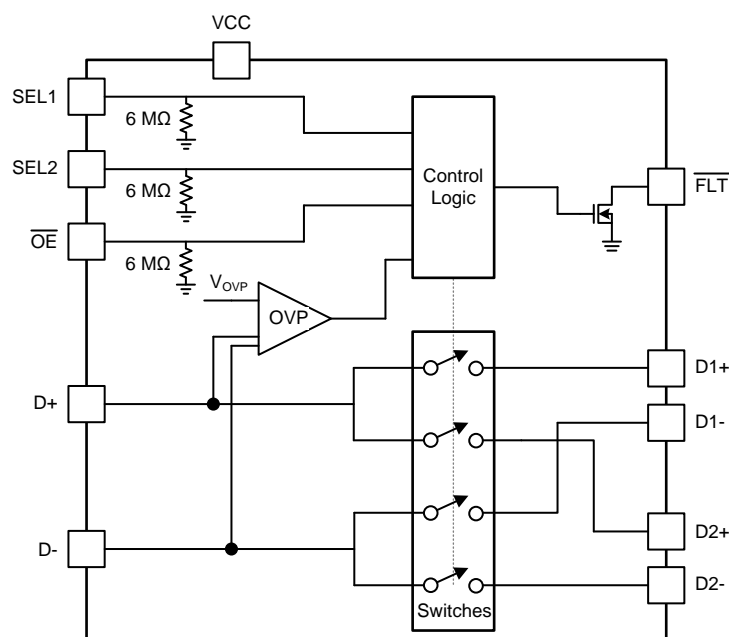 VCC
SEL1
6 MΩ
SEL2
6 MΩ
Control
Logic
FLT
OE
6 MΩ
VOVP
OVP
D+
D1+
D1-
D-
D2+
D2-
Switches